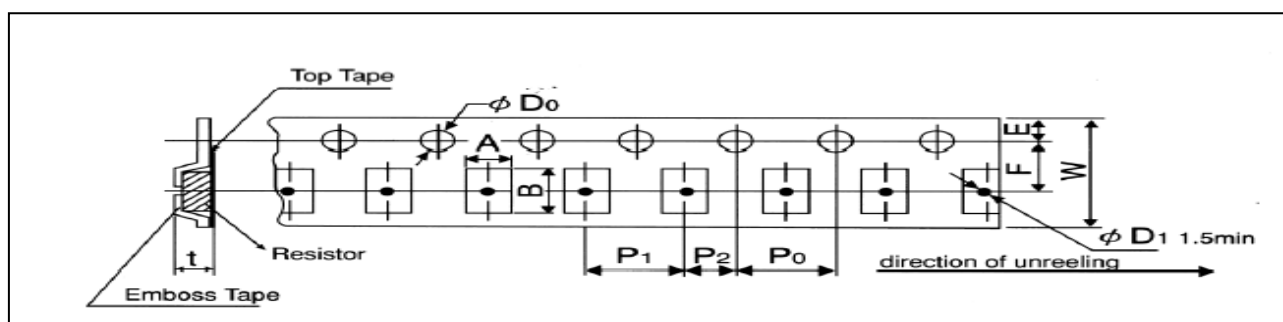 Top Tape
φ D0
A
B
E
F
W
t
Resistor
Emboss Tape
P1
P2
P0
φ D1 1.5min
direction of unreeling